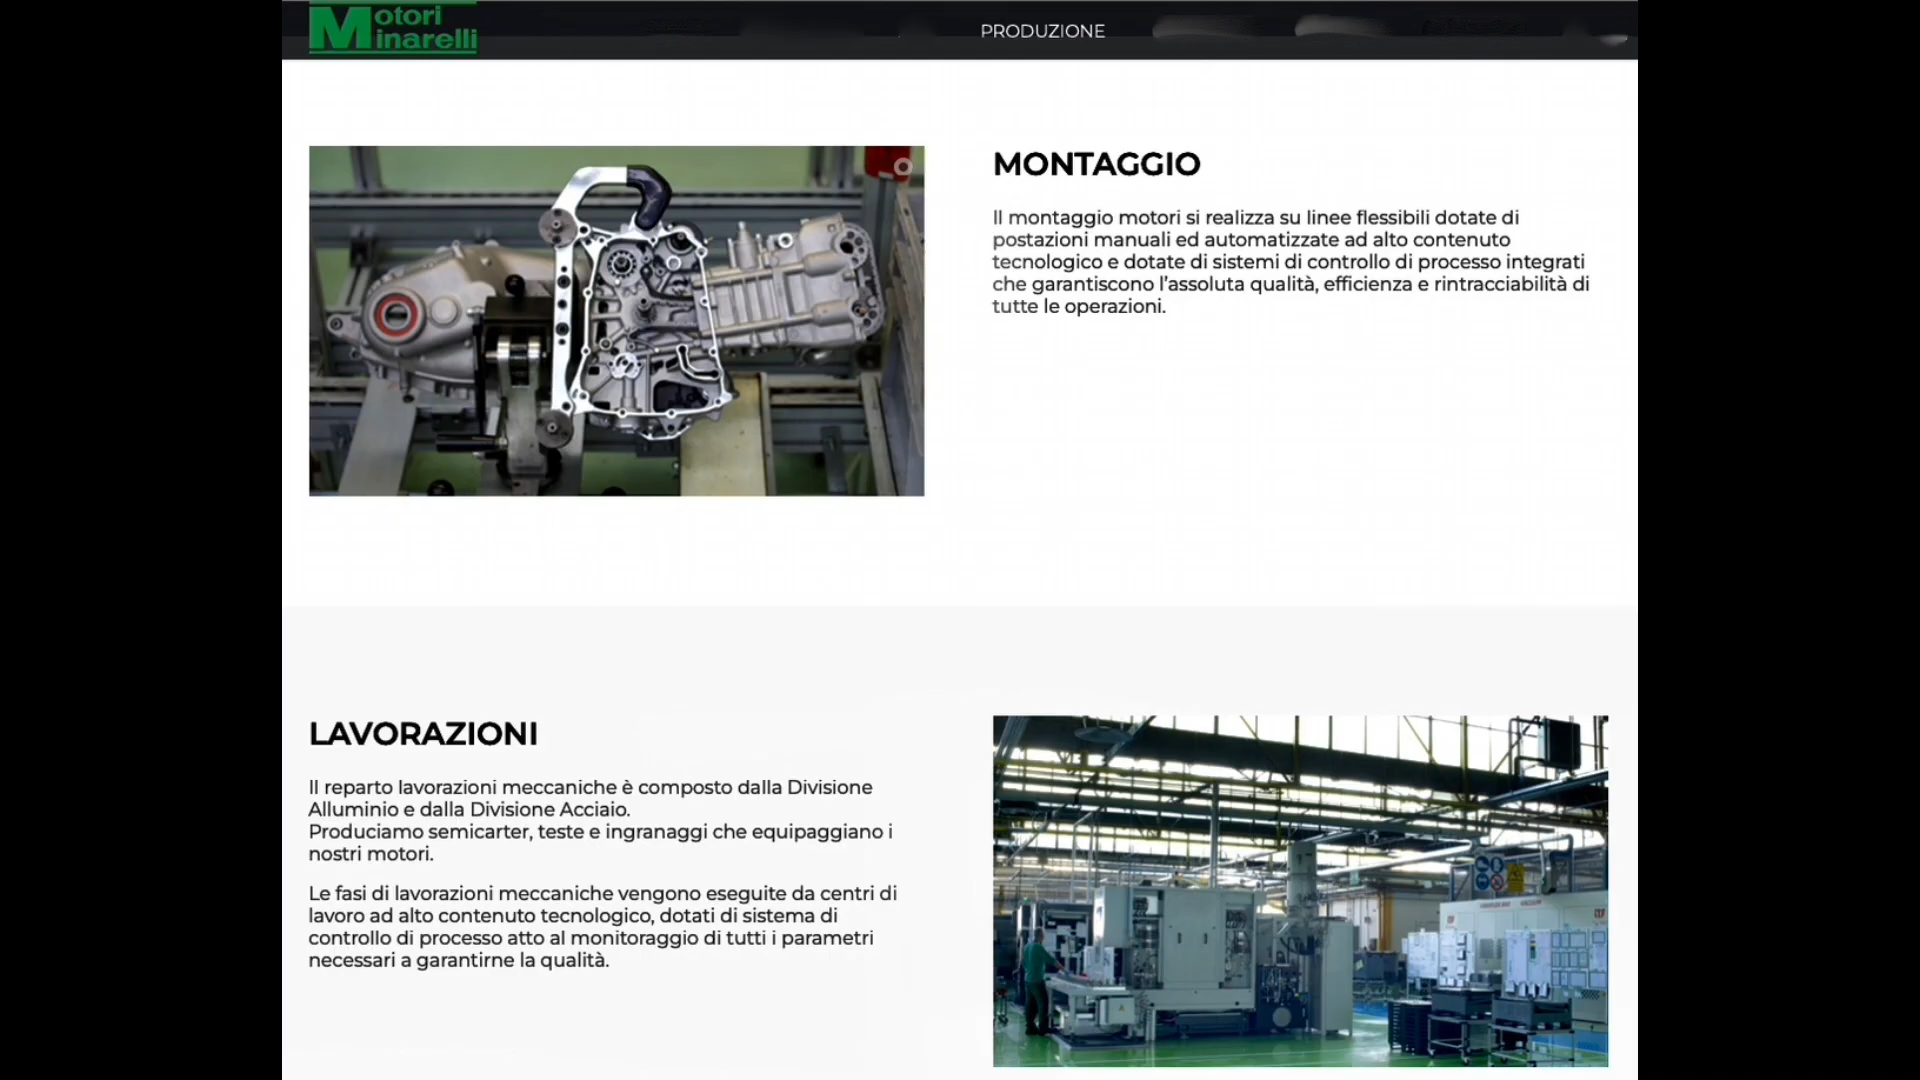 Motori
Minarelli
PRODUZIONE
MONTAGGIO
Il montaggio motori si realizza su linee flessibili dotate di
postazioni manuali ed automatizzate ad alto contenuto
tecnologico e dotate di sistemi di controllo di processo integrati
che garantiscono l’assoluta qualità, efficienza e rintracciabilità di
tutte le operazioni.
LAVORAZIONI
Il reparto lavorazioni meccaniche è composto dalla Divisione
Alluminio e dalla Divisione Acciaio.
Produciamo semicarter, teste e ingranaggi che equipaggiano i
nostri motori.
Le fasi di lavorazioni meccaniche vengono eseguite da centri di
lavoro ad alto contenuto tecnologico, dotati di sistema di
controllo di processo atto al monitoraggio di tutti i parametri
necessari a garantirne la qualità.